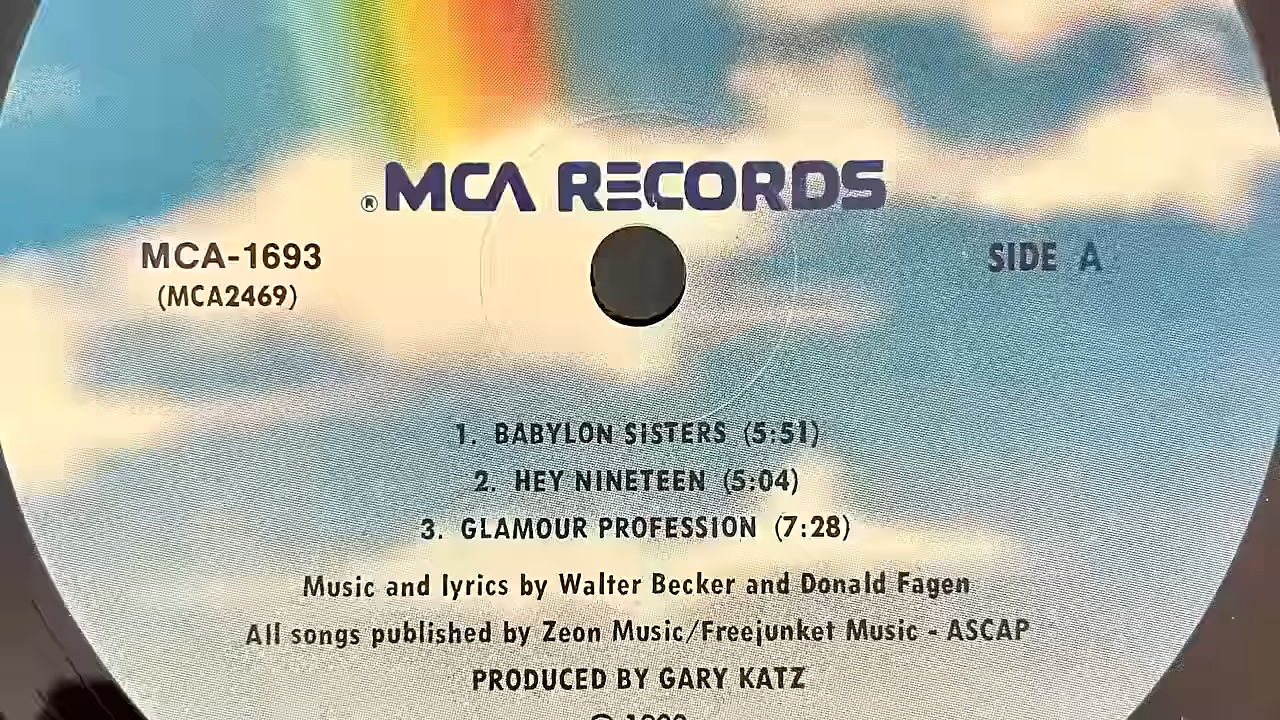 ® MCA RECORDS
MCA-1693
(MCA2469)
SIDE A
1. BABYLON SISTERS (5:51)
2. HEY NINETEEN (5:04)
3. GLAMOUR PROFESSION (7:28)
Music and lyrics by Walter Becker and Donald Fagen
All songs published by Zeon Music/Freejunket Music - ASCAP
PRODUCED BY GARY KATZ